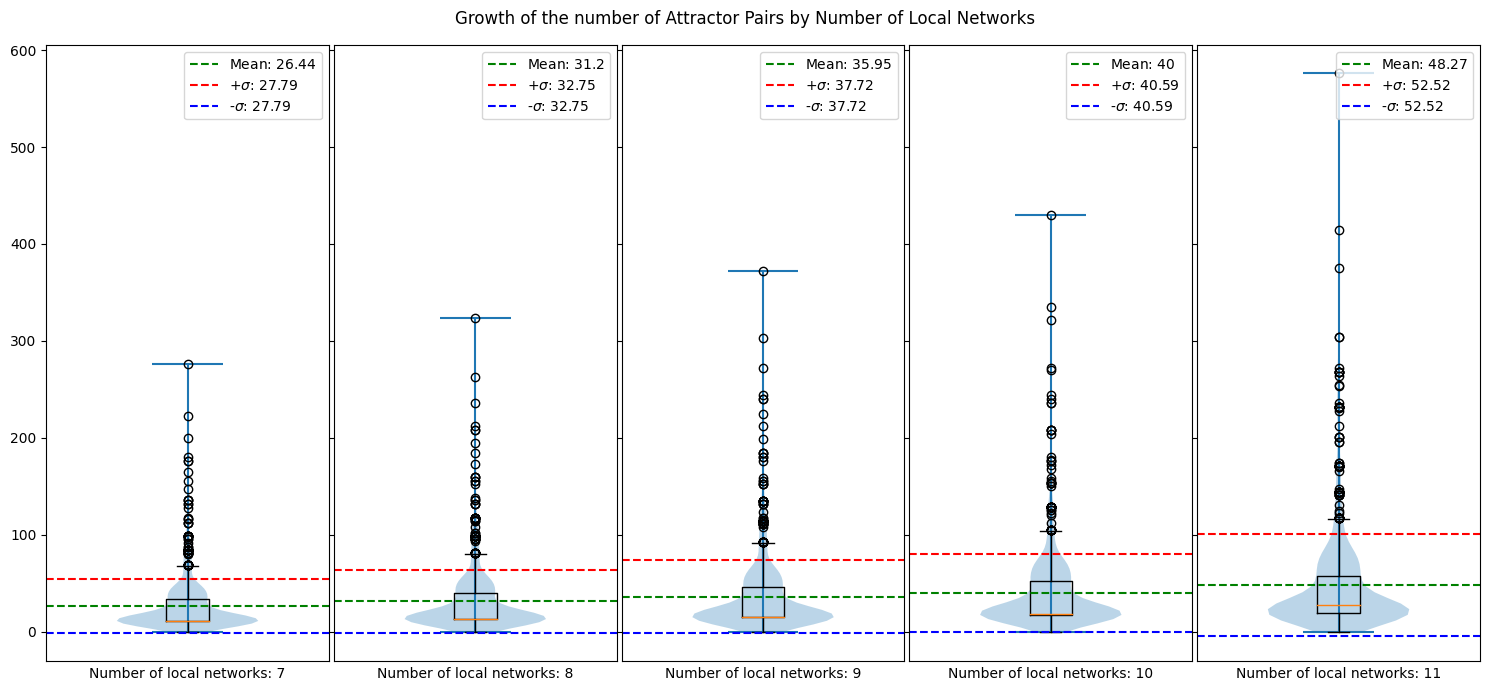 Growth of the number of Attractor Pairs by Number of Local Networks
600
500
400
300
200
100
0
Mean: 26.44
+σ: 27.79
-σ: 27.79
Number of local networks: 7
Mean: 31.2
+σ: 32.75
-σ: 32.75
Number of local networks: 8
Mean: 35.95
+σ: 37.72
-σ: 37.72
Number of local networks: 9
Mean: 40
+σ: 40.59
-σ: 40.59
Number of local networks: 10
Mean: 48.27
+σ: 52.52
-σ: 52.52
Number of local networks: 11